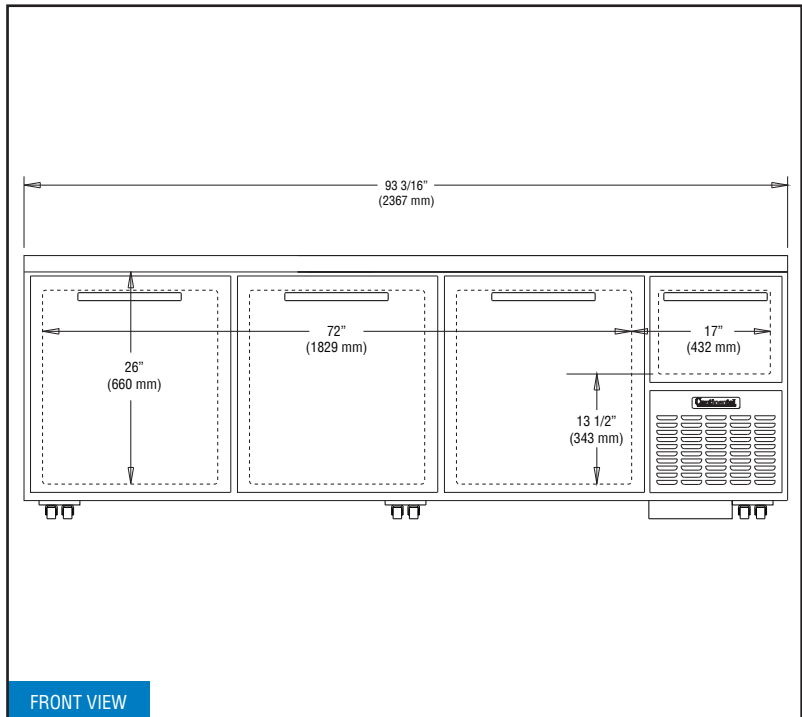 93 3/16”
(2367 mm)
72”
(1829 mm)
17”
(432 mm)
26”
(660 mm)
13 1/2”
(343 mm)
Continental
FRONT VIEW